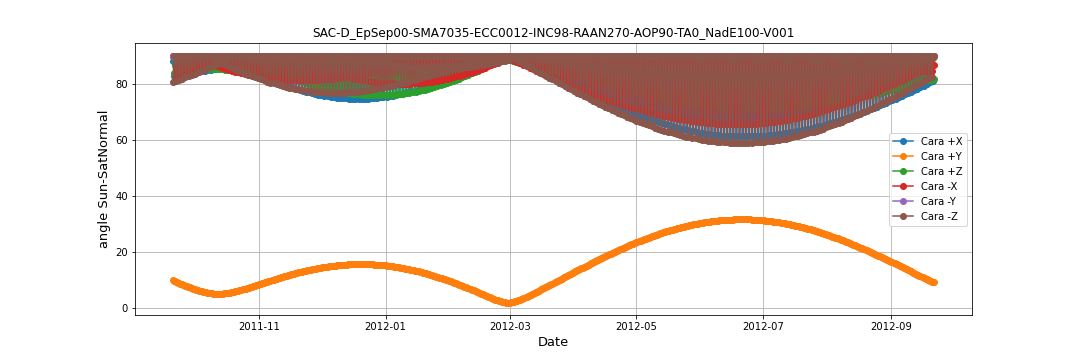 SAC-D_EpSep00-SMA7035-ECC0012-INC98-RAAN270-AOP90-TA0_NadE100-V001
angle Sun-SatNormal
80
60
40
20
0
Cara +X
Cara +Y
Cara +Z
Cara -X
Cara -Y
Cara -Z
2011-11
2012-01
2012-03
2012-05
2012-07
2012-09
Date